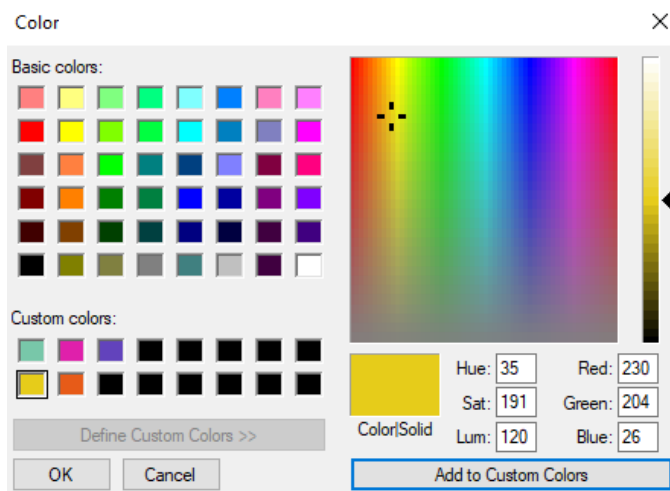 Color
Basic colors:
Custom colors:
Define Custom Colors >>
OK
Cancel
Color|Solid
Hue: 35
Sat: 191
Lum: 120
Red: 230
Green: 204
Blue: 26
Add to Custom Colors